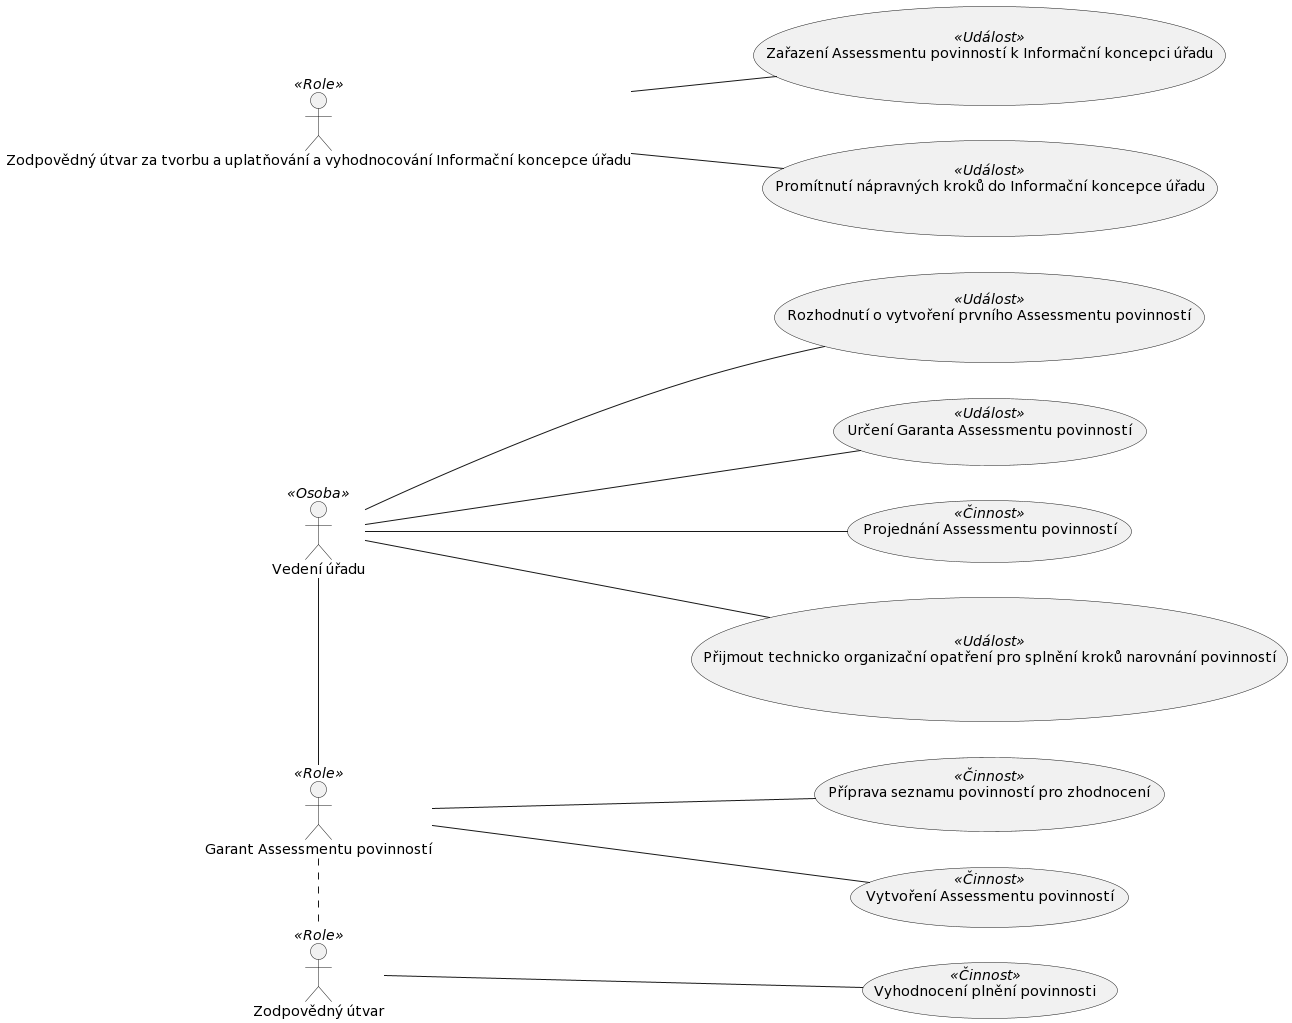 «Událost»
Zařazení Assessmentu povinností k Informační koncepci úřadu
«Role»
Zodpovědný útvar za tvorbu a uplatňování a vyhodnocování Informační koncepce úřadu
«Událost»
Promítnutí nápravných kroků do Informační koncepce úřadu
«Událost»
Rozhodnutí o vytvoření prvního Assessmentu povinností
«Událost»
Určení Garanta Assessmentu povinností
«Osoba»
Vedení úřadu
«Činnost»
Projednání Assessmentu povinností
«Událost»
Přijmout technicko organizační opatření pro splnění kroků narovnání povinností
«Role»
Garant Assessmentu povinností
«Činnost»
Příprava seznamu povinností pro zhodnocení
«Činnost»
Vytvoření Assessmentu povinností
«Role»
Zodpovědný útvar
«Činnost»
Vyhodnocení plnění povinnosti